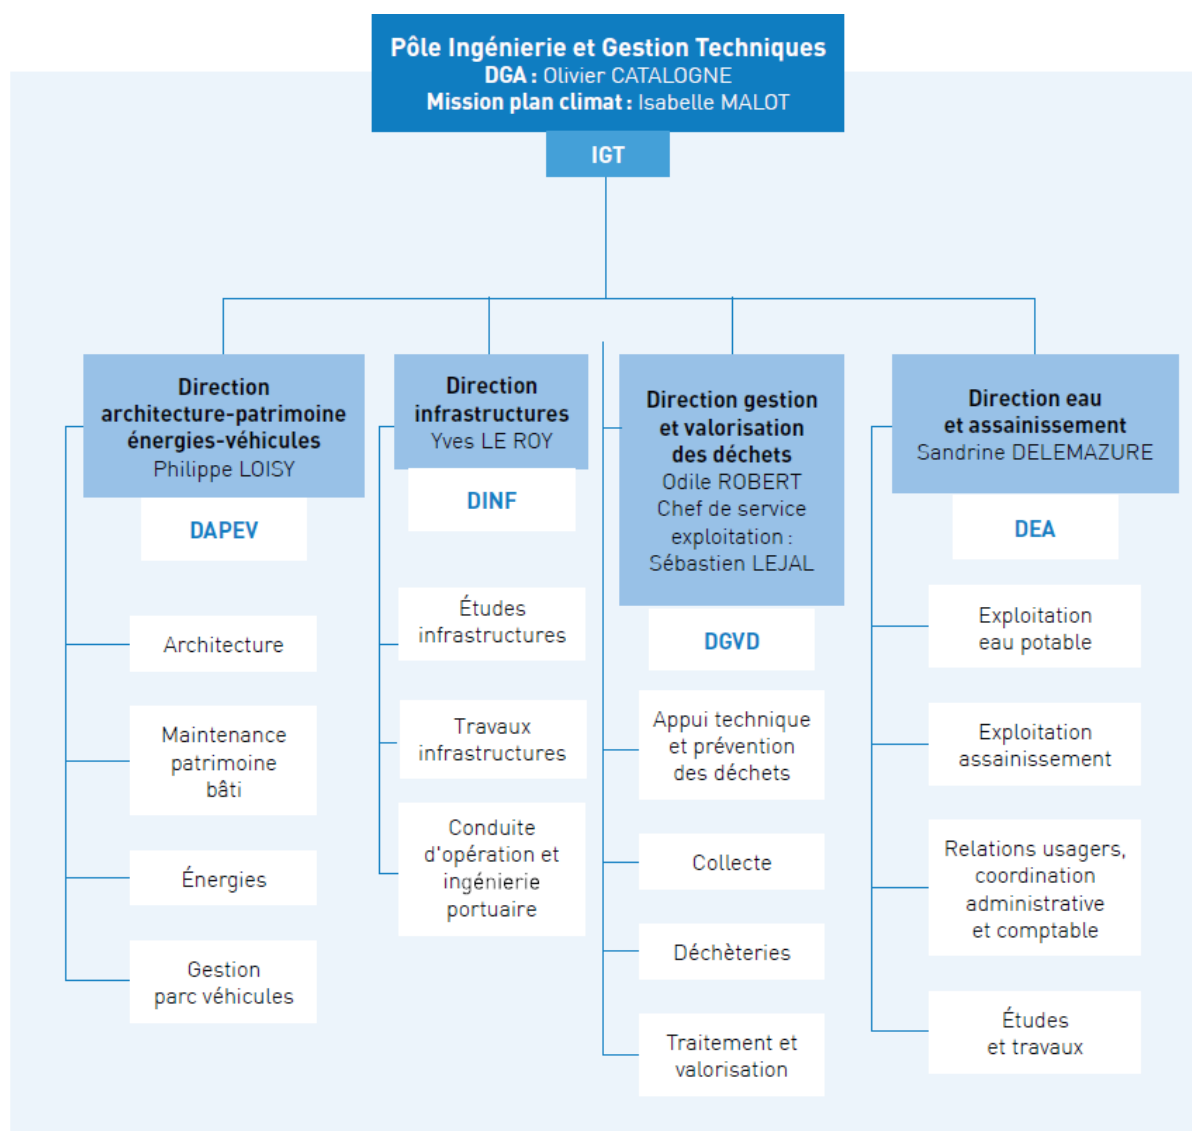 Pôle Ingénierie et Gestion Techniques
DGA : Olivier CATALOGNE
Mission plan climat : Isabelle MALOT
IGT
Direction
architecture-patrimoine
énergies-véhicules
Philippe LOISY
DAPEV
Architecture
Maintenance
patrimoine
bâti
Énergies
Gestion
parc véhicules
Direction
infrastructures
Yves LE ROY
DINF
Études
infrastructures
Travaux
infrastructures
Conduite
d'opération et
ingénierie
portuaire
Direction gestion
et valorisation
des déchets
Odile ROBERT
Chef de service
exploitation :
Sébastien LEJAL
DGVD
Appui technique
et prévention
des déchets
Collecte
Déchèteries
Traitement et
valorisation
Direction eau
et assainissement
Sandrine DELEMAZURE
DEA
Exploitation
eau potable
Exploitation
assainissement
Relations usagers,
coordination
administrative
et comptable
Études
et travaux